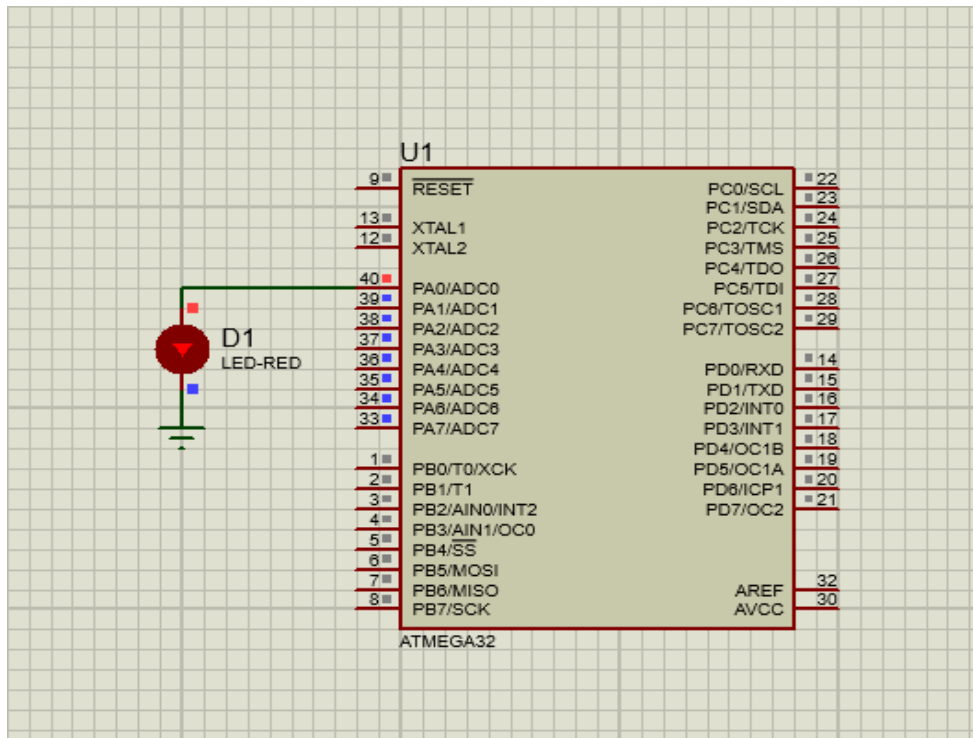 U1
9 RESET PC0/SCL 22
PC1/SDA 23
13 XTAL1 PC2/TCK 24
12 XTAL2 PC3/TMS 25
PC4/TDO 26
40 PA0/ADC0 PC5/TDI 27
39 PA1/ADC1 PC6/TOSC1 28
38 PA2/ADC2 PC7/TOSC2 29
37 PA3/ADC3
D1
LED-RED
36 PA4/ADC4 PD0/RXD 14
35 PA5/ADC5 PD1/TXD 15
34 PA6/ADC6 PD2/INT0 16
33 PA7/ADC7 PD3/INT1 17
PD4/OC1B 18
1 PB0/T0/XCK PD5/OC1A 19
2 PB1/T1 PD6/ICP1 20
3 PB2/AIN0/INT2 PD7/OC2 21
4 PB3/AIN1/OC0
5 PB4/SS
6 PB5/MOSI
7 PB6/MISO AREF 32
8 PB7/SCK AVCC 30
ATMEGA32